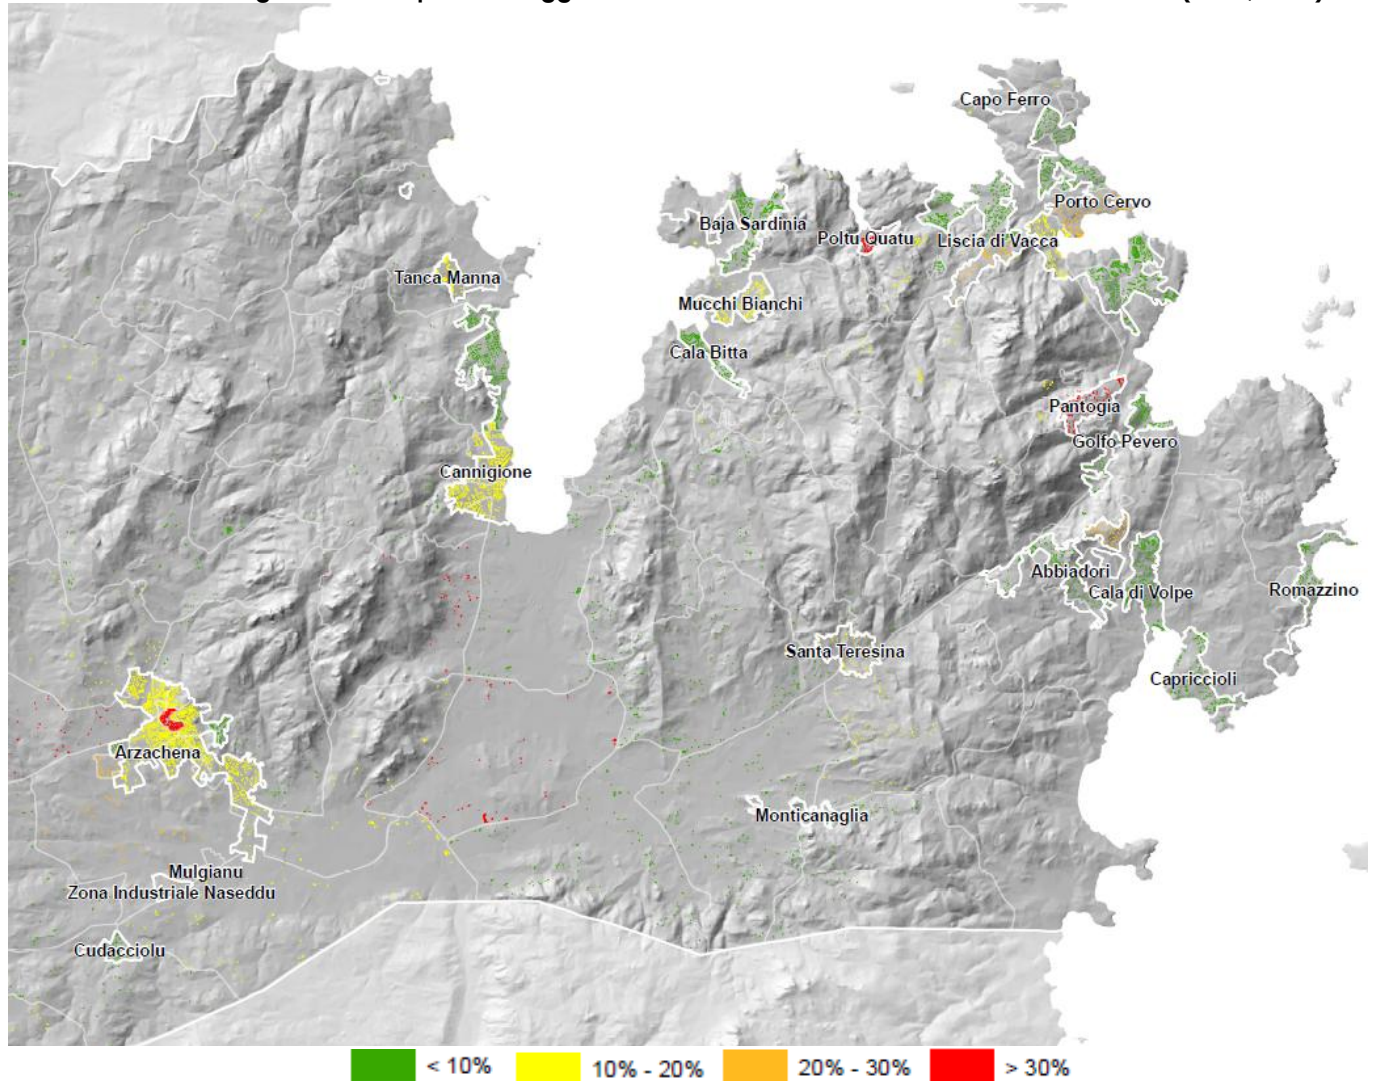 Capo Ferro
Porto Cervo
Baja Sardinia
Poltu Quatu
Liscia di Vacca
Tanca Manna
Mucchi Bianchi
Cala Bitta
Pantogia
Golfo Pevero
Cannigione
Abbiadori
Cala di Volpe
Romazzino
Santa Teresina
Capriccioli
Arzachena
Monticanaglia
Mulgianu
Zona Industriale Naseddu
Cudacciolu
< 10%
10% - 20%
20% - 30%
> 30%